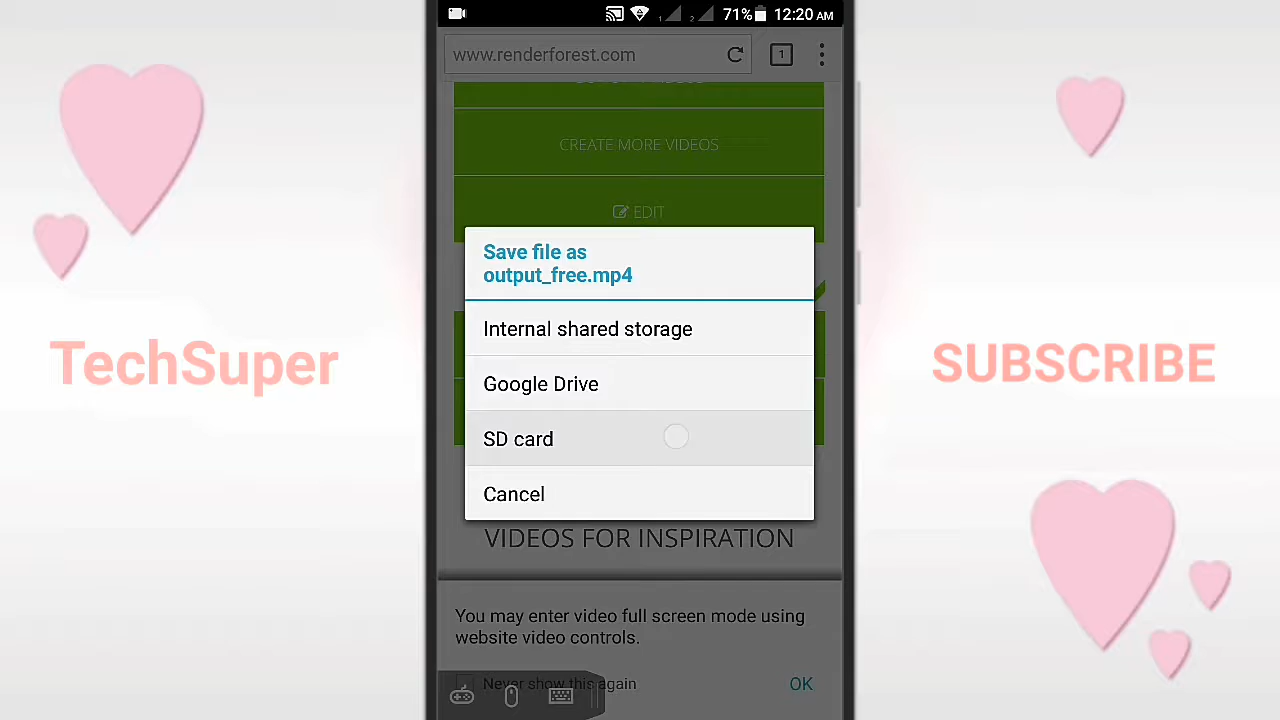 1 2 71% 12:20 AM
www.renderforest.com 1
CREATE MORE VIDEOS
EDIT
Save file as
output_free.mp4
Internal shared storage
Google Drive
SD card
Cancel
TechSuper
SUBSCRIBE
VIDEOS FOR INSPIRATION
You may enter video full screen mode using
website video controls.
Never show this again OK